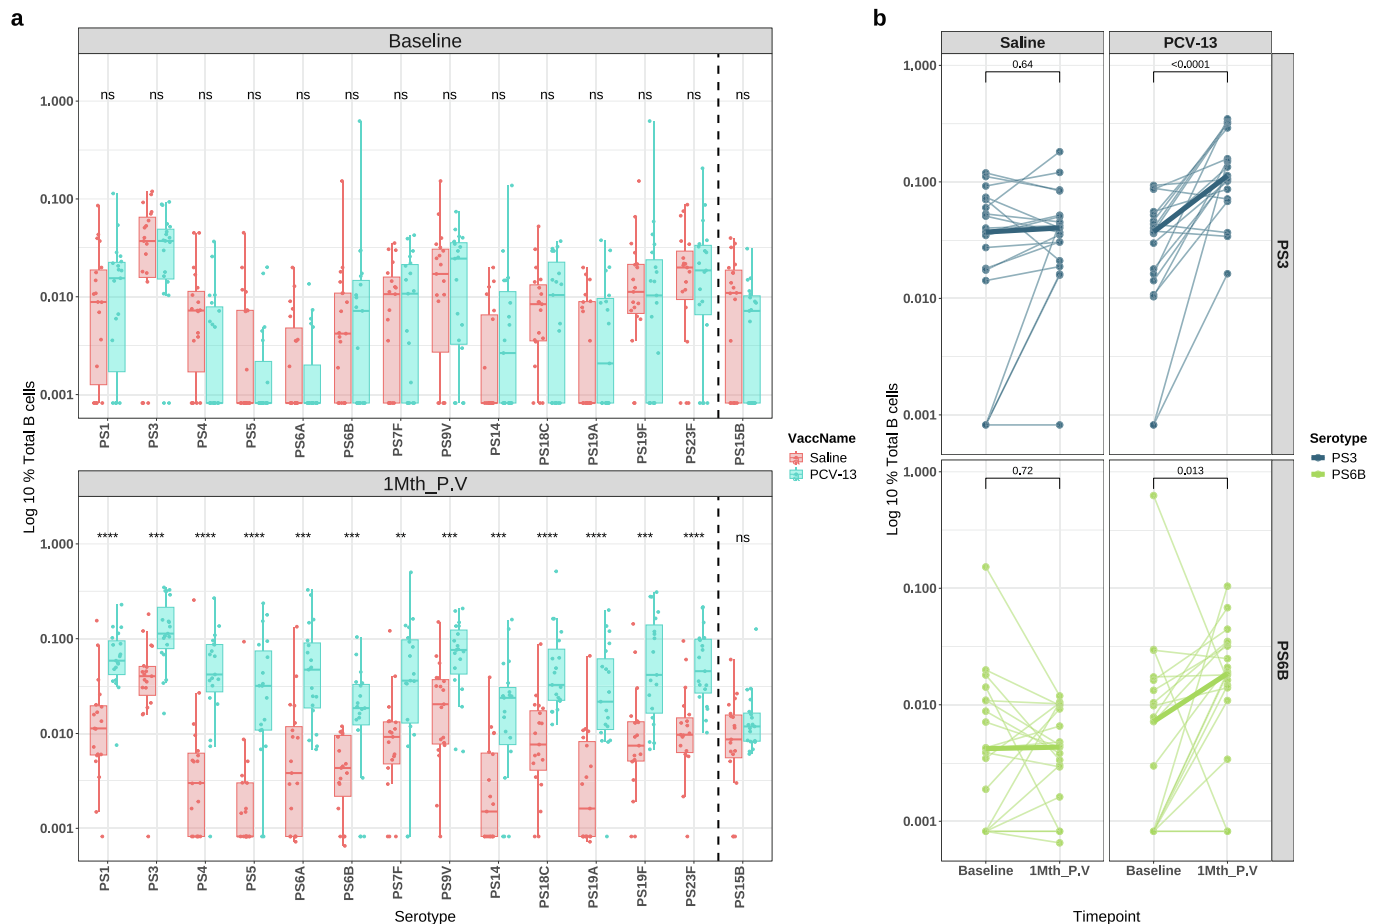 a
Baseline
ns ns ns ns ns ns ns ns ns ns ns ns ns ns
1.000
0.100
0.010
0.001
PS1 PS3 PS4 PS5 PS6A PS6B PS7F PS9V PS14 PS18C PS19A PS19F PS23F PS15B
Log 10 % Total B cells
1Mth_P.V
**** *** **** **** *** *** ** *** *** **** **** *** **** ns
1.000
0.100
0.010
0.001
PS1 PS3 PS4 PS5 PS6A PS6B PS7F PS9V PS14 PS18C PS19A PS19F PS23F PS15B
Serotype
VaccName
Saline
PCV-13
b
Saline PCV-13
0.64 <0.0001
1.000
0.100
0.010
0.001
PS3
Log 10 % Total B cells
0.72 0.013
1.000
0.100
0.010
0.001
PS6B
Baseline 1Mth_P.V Baseline 1Mth_P.V
Timepoint
Serotype
PS3
PS6B